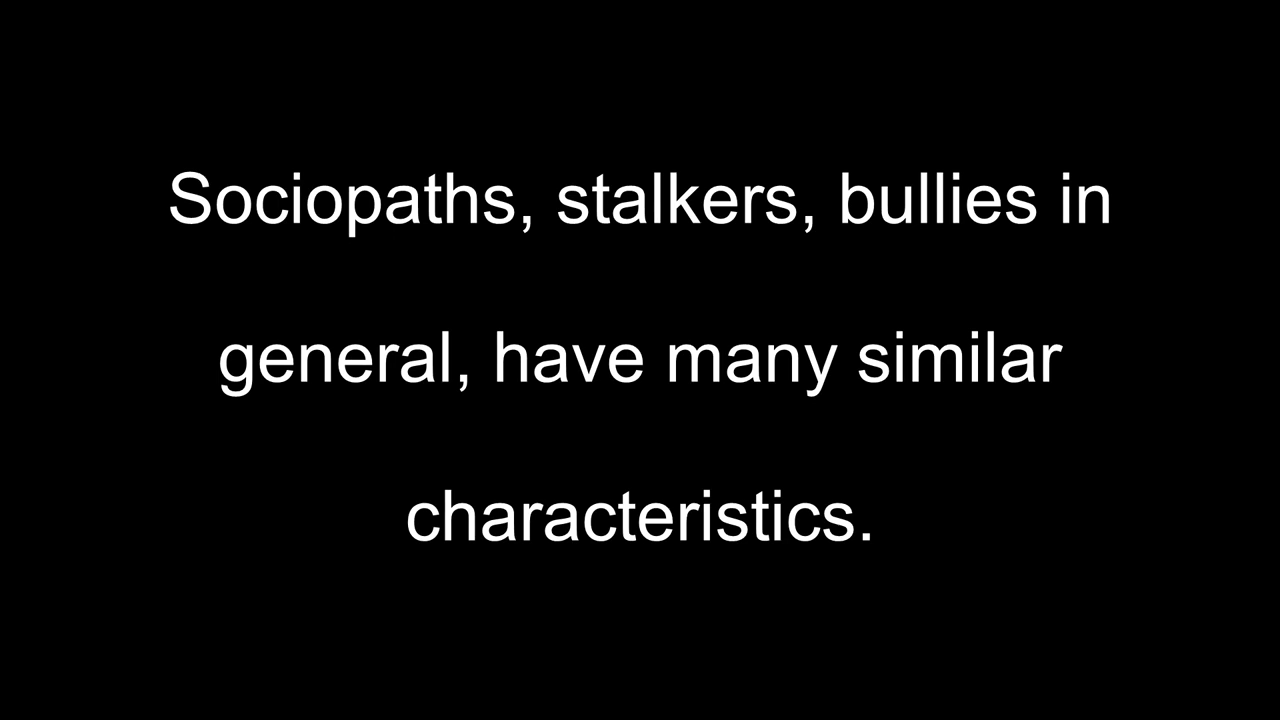 Sociopaths, stalkers, bullies in
general, have many similar
characteristics.